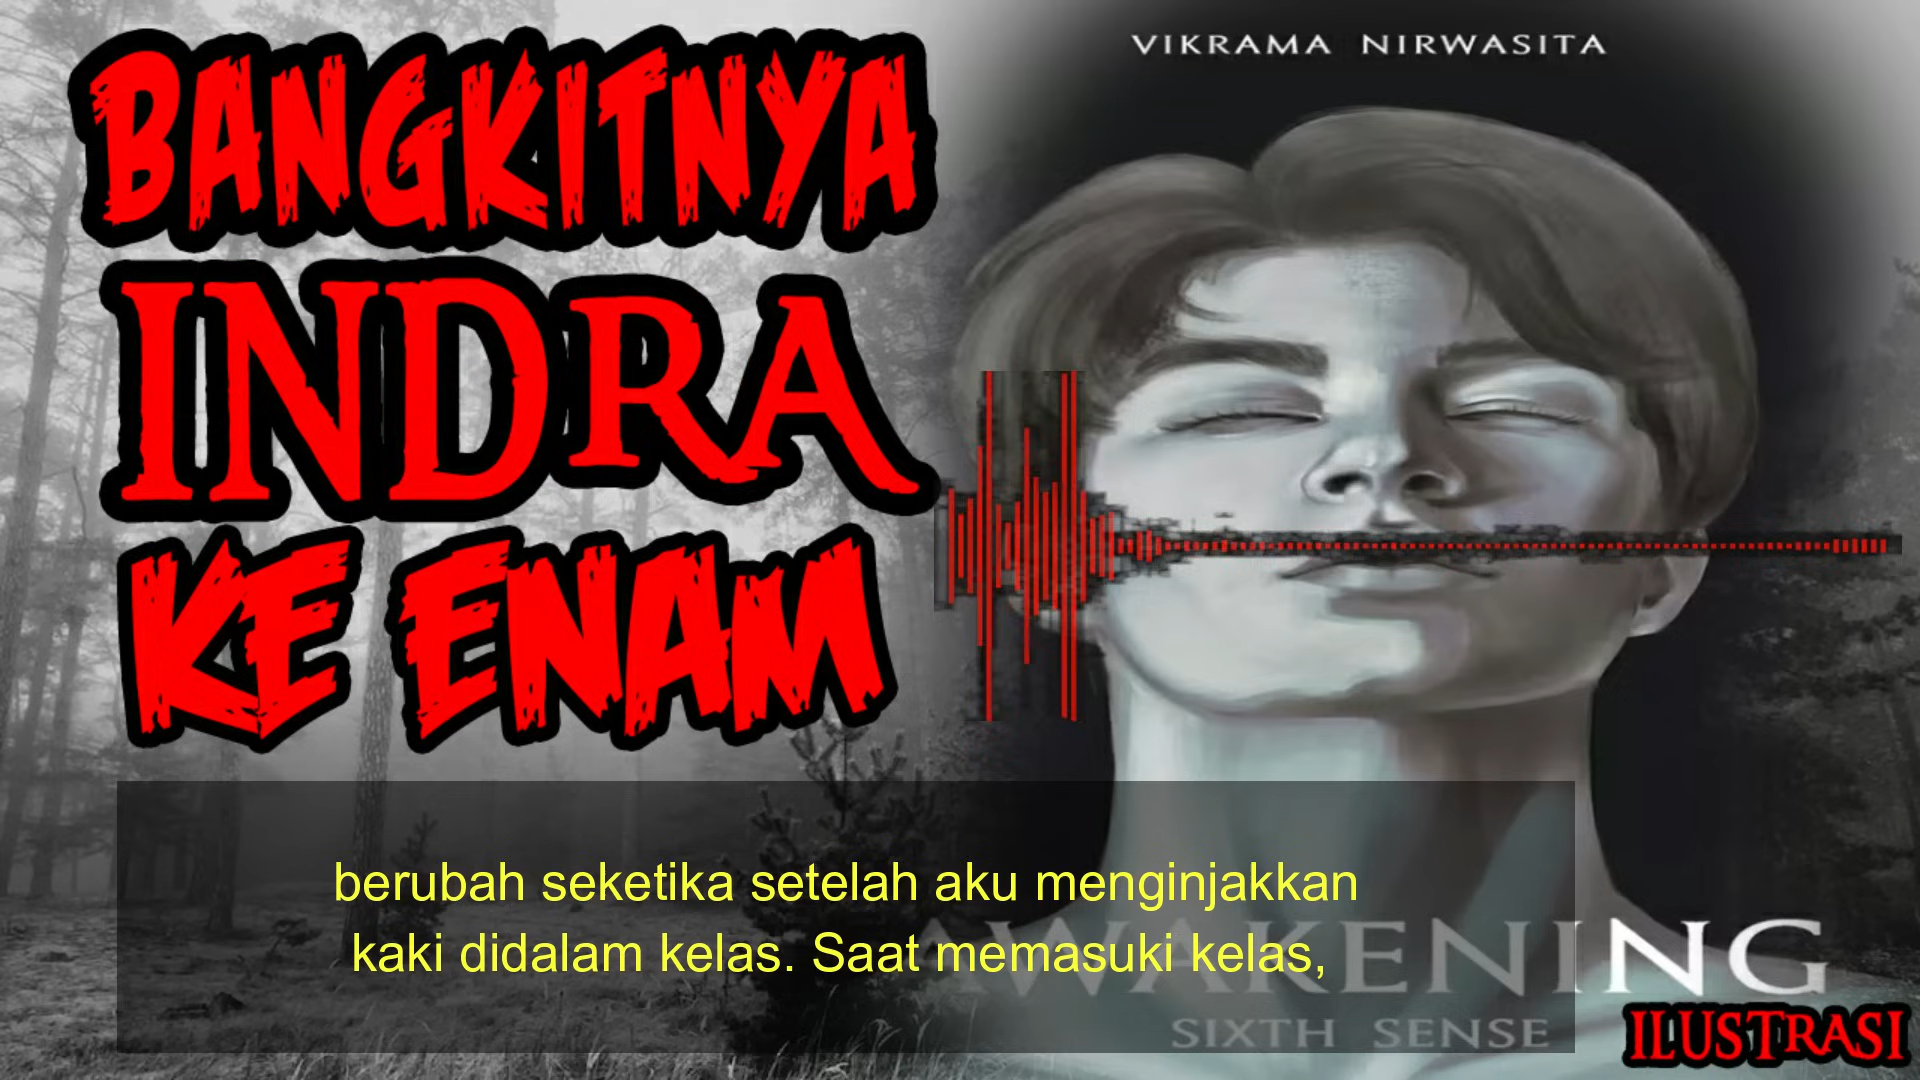 BANGKITNYA
INDRA
KE ENAM
VIKRAMA NIRWASITA
berubah seketika setelah aku menginjakkan
kaki didalam kelas. Saat memasuki kelas,
AWAKENING
SIXTH SENSE
ILUSTRASI